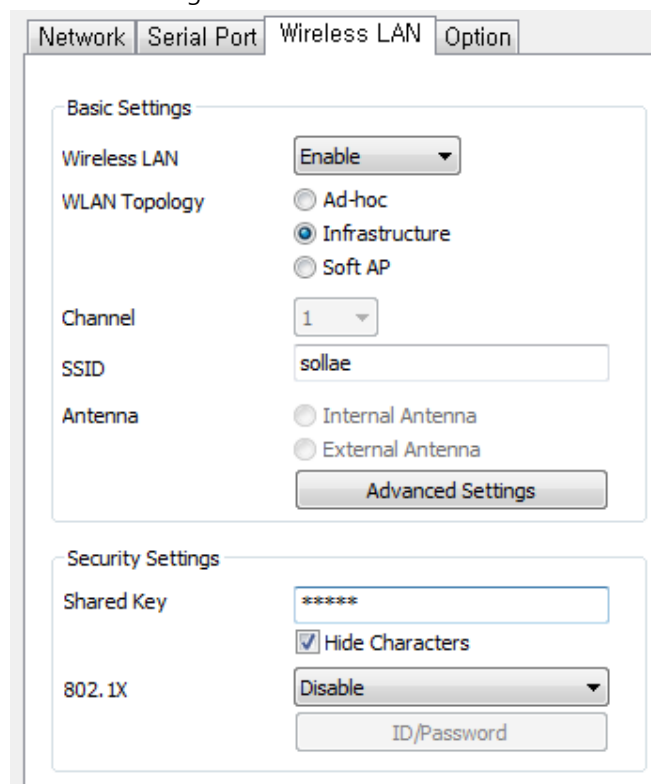 Network Serial Port Wireless LAN Option
Basic Settings
Wireless LAN Enable
WLAN Topology Ad-hoc
Infrastructure
Soft AP
Channel 1
SSID sollae
Antenna Internal Antenna
External Antenna
Advanced Settings
Security Settings
Shared Key *****
Hide Characters
802.1X Disable
ID/Password